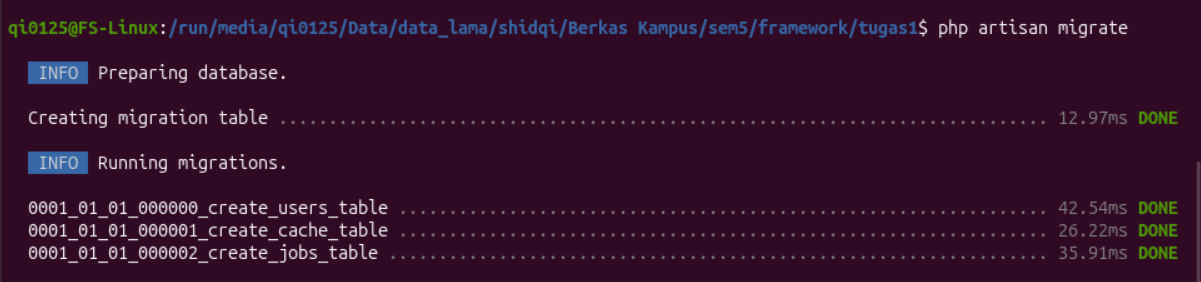 qi0125@FS-Linux:/run/media/qi0125/Data/data_lama/shidqi/Berkas Kampus/sem5/framework/tugas1$ php artisan migrate
INFO Preparing database.
Creating migration table ............................................................................. 12.97ms DONE
INFO Running migrations.
0001_01_01_000000_create_users_table ................................................................. 42.54ms DONE
0001_01_01_000001_create_cache_table ................................................................. 26.22ms DONE
0001_01_01_000002_create_jobs_table .................................................................. 35.91ms DONE